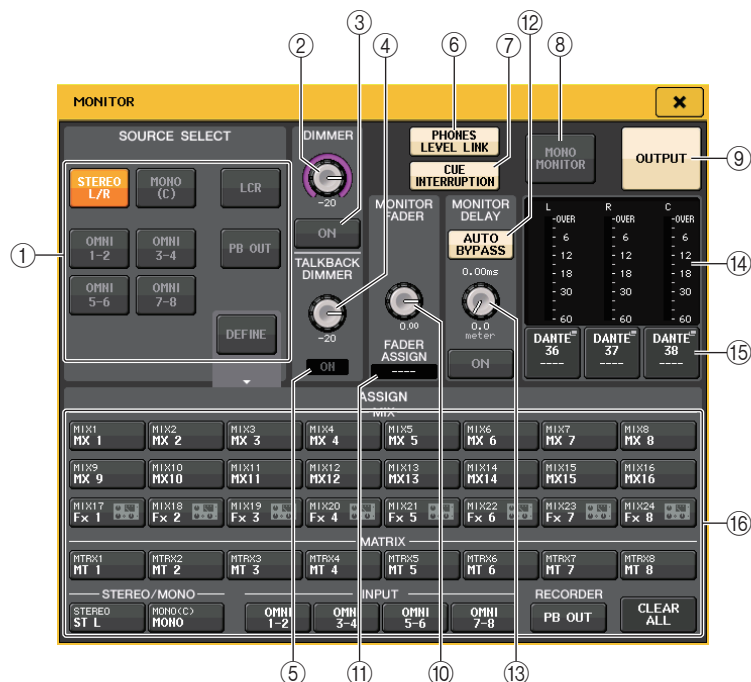 ② ③ ④ ⑥ ⑦ ⑫ ⑧
MONITOR
×
SOURCE SELECT
STEREO
L/R
MONO
(C)
LCR
OMNI
1-2
OMNI
3-4
PB OUT
OMNI
5-6
OMNI
7-8
DEFINE
①
DIMMER
-20
ON
TALKBACK
DIMMER
-20
ON
PHONES
LEVEL LINK
CUE
INTERRUPTION
MONITOR
FADER
0.00
FADER
ASSIGN
----
MONITOR
DELAY
AUTO
BYPASS
0.00ms
0.0
meter
ON
MONO
MONITOR
OUTPUT
⑨
L R C
-OVER -OVER -OVER
6 6 6
12 12 12
18 18 18
30 30 30
60 60 60
⑭
DANTE
36
----
DANTE
37
----
DANTE
38
----
⑮
ASSIGN
MIX
MIX1 MIX2 MIX3 MIX4 MIX5 MIX6 MIX7 MIX8
MX 1 MX 2 MX 3 MX 4 MX 5 MX 6 MX 7 MX 8
MIX9 MIX10 MIX11 MIX12 MIX13 MIX14 MIX15 MIX16
MX 9 MX10 MX11 MX12 MX13 MX14 MX15 MX16
MIX17 MIX18 MIX19 MIX20 MIX21 MIX22 MIX23 MIX24
Fx 1 Fx 2 Fx 3 Fx 4 Fx 5 Fx 6 Fx 7 Fx 8
⑯
MATRIX
MTRX1 MTRX2 MTRX3 MTRX4 MTRX5 MTRX6 MTRX7 MTRX8
MT 1 MT 2 MT 3 MT 4 MT 5 MT 6 MT 7 MT 8
STEREO/MONO INPUT RECORDER
STEREO
ST L
MONO(C)
MONO
OMNI
1-2
OMNI
3-4
OMNI
5-6
OMNI
7-8
PB OUT
CLEAR
ALL
⑤ ⑪ ⑩ ⑬